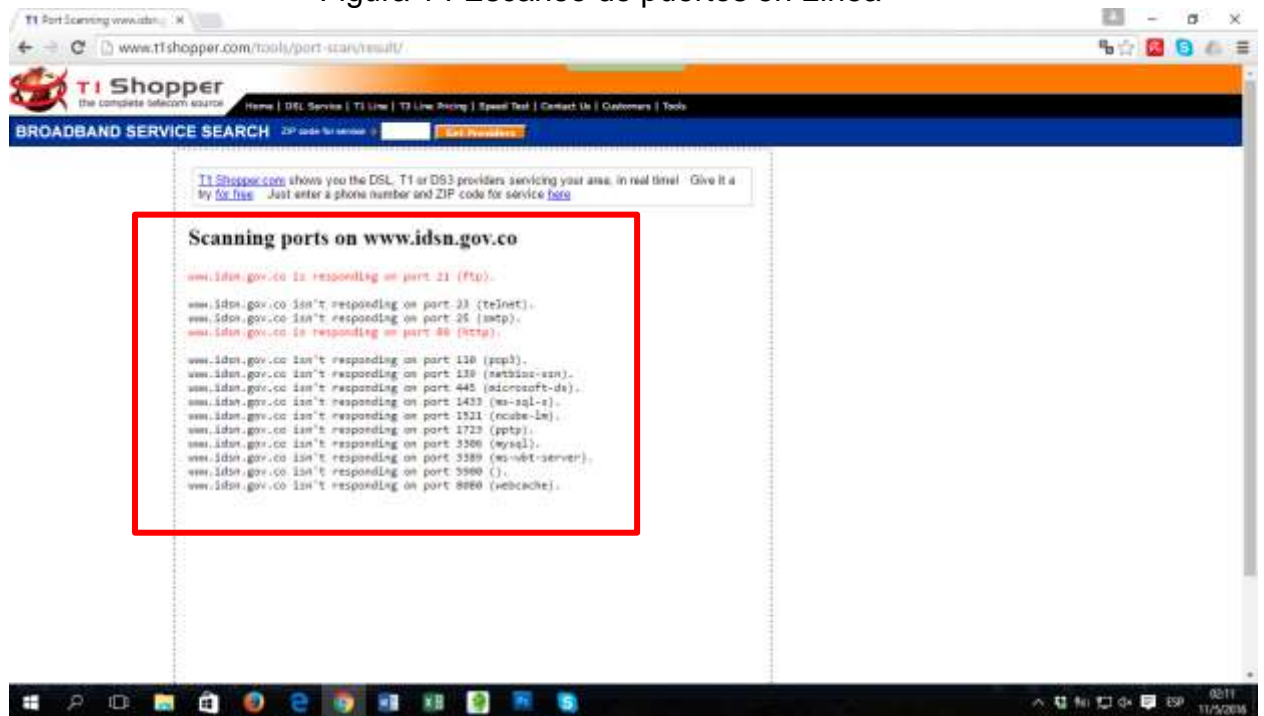 T1 Port Scanning www.idsn
www.t1shopper.com/tools/port-scan/result/
T1 Shopper
the complete telecom source
Home | DSL Service | T1 Line | T3 Line Pricing | Speed Test | Contact Us | Customers | Tools
BROADBAND SERVICE SEARCH ZIP code for service Get Providers
T1 Shopper.com shows you the DSL, T1 or DS3 providers servicing your area, in real time! Give it a
try for free Just enter a phone number and ZIP code for service here
Scanning ports on www.idsn.gov.co
www.idsn.gov.co is responding on port 21 (ftp).
www.idsn.gov.co isn't responding on port 23 (telnet).
www.idsn.gov.co isn't responding on port 25 (smtp).
www.idsn.gov.co is responding on port 80 (http).
www.idsn.gov.co isn't responding on port 110 (pop3).
www.idsn.gov.co isn't responding on port 139 (netbios-ssn).
www.idsn.gov.co isn't responding on port 445 (microsoft-ds).
www.idsn.gov.co isn't responding on port 1433 (ms-sql-s).
www.idsn.gov.co isn't responding on port 1521 (ncube-lm).
www.idsn.gov.co isn't responding on port 1723 (pptp).
www.idsn.gov.co isn't responding on port 3306 (mysql).
www.idsn.gov.co isn't responding on port 3389 (ms-wbt-server).
www.idsn.gov.co isn't responding on port 5900 ().
www.idsn.gov.co isn't responding on port 8080 (webcache).
ESP
02:11
11/5/2016